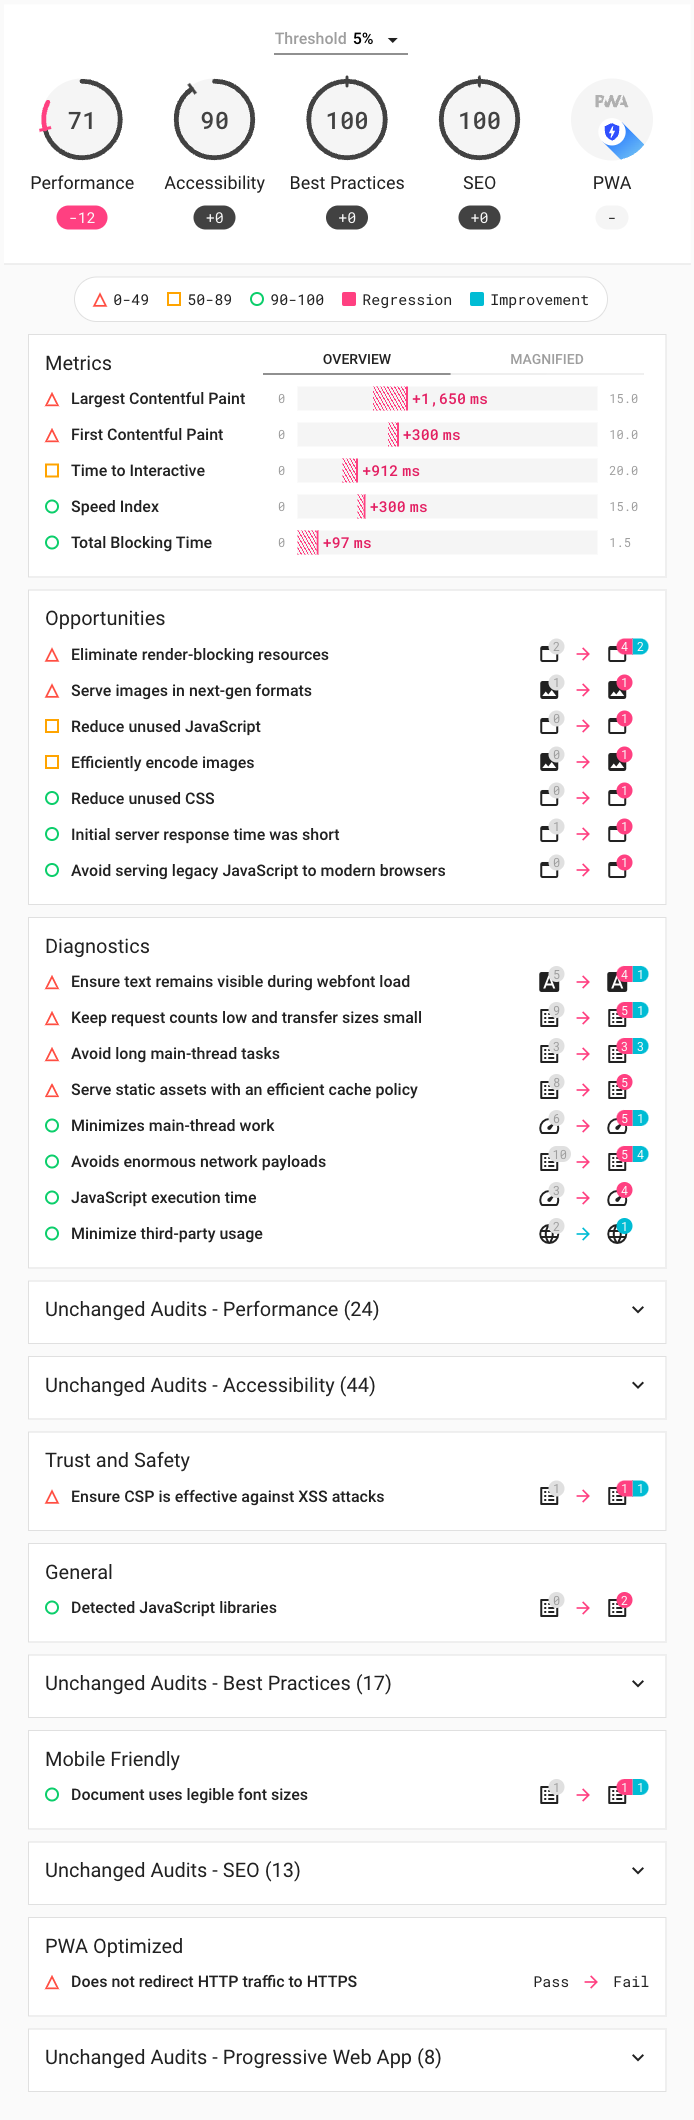 Threshold 5%
71 90 100 100 PWA
Performance Accessibility Best Practices SEO PWA
-12 +0 +0 +0 -
0-49 50-89 90-100 Regression Improvement
Metrics OVERVIEW MAGNIFIED
Largest Contentful Paint 0 +1,650 ms 15.0
First Contentful Paint 0 +300 ms 10.0
Time to Interactive 0 +912 ms 20.0
Speed Index 0 +300 ms 15.0
Total Blocking Time 0 +97 ms 1.5
Opportunities
Eliminate render-blocking resources 2 → 4 2
Serve images in next-gen formats 1 → 1
Reduce unused JavaScript 0 → 1
Efficiently encode images 0 → 1
Reduce unused CSS 0 → 1
Initial server response time was short 1 → 1
Avoid serving legacy JavaScript to modern browsers 0 → 1
Diagnostics
Ensure text remains visible during webfont load A 5 → A 4 1
Keep request counts low and transfer sizes small 9 → 5 1
Avoid long main-thread tasks 3 → 3 3
Serve static assets with an efficient cache policy 8 → 5
Minimizes main-thread work 6 → 5 1
Avoids enormous network payloads 10 → 5 4
JavaScript execution time 3 → 4
Minimize third-party usage 2 → 1
Unchanged Audits - Performance (24)
Unchanged Audits - Accessibility (44)
Trust and Safety
Ensure CSP is effective against XSS attacks 1 → 1 1
General
Detected JavaScript libraries 0 → 2
Unchanged Audits - Best Practices (17)
Mobile Friendly
Document uses legible font sizes 1 → 1 1
Unchanged Audits - SEO (13)
PWA Optimized
Does not redirect HTTP traffic to HTTPS Pass → Fail
Unchanged Audits - Progressive Web App (8)